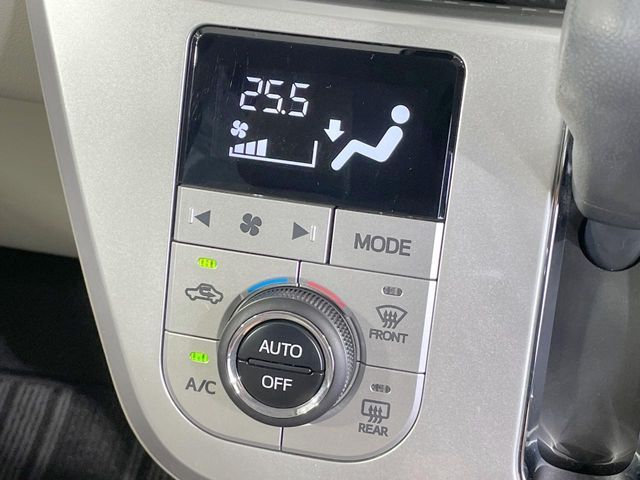 25.5
MODE
FRONT
AUTO
OFF
A/C
REAR